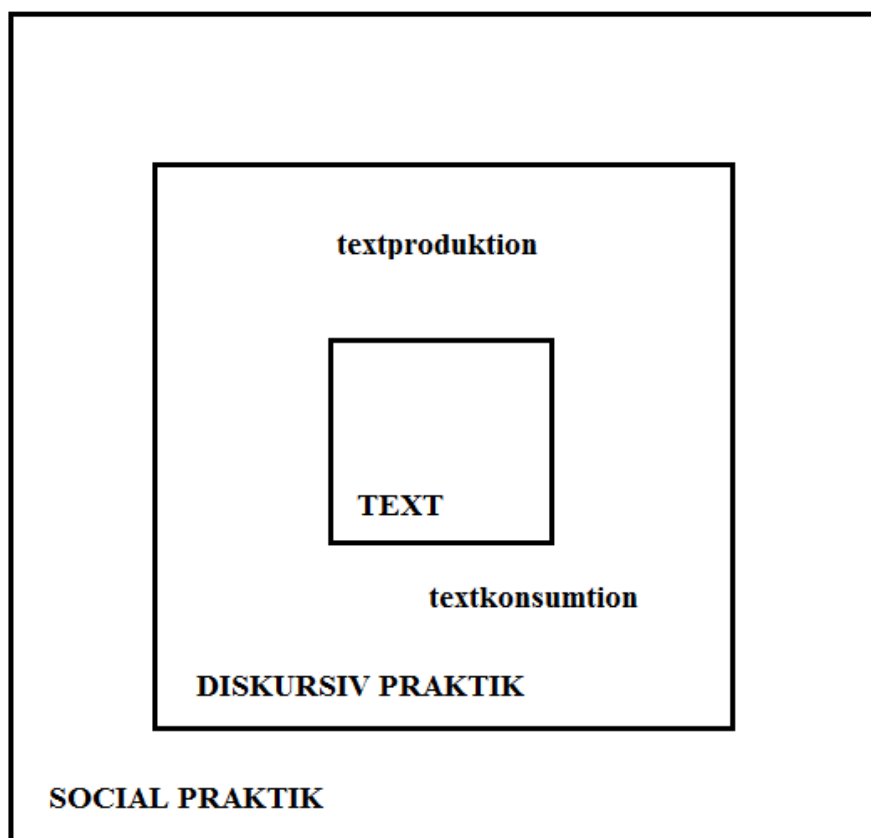 textproduktion
TEXT
textkonsumtion
DISKURSIV PRAKTIK
SOCIAL PRAKTIK